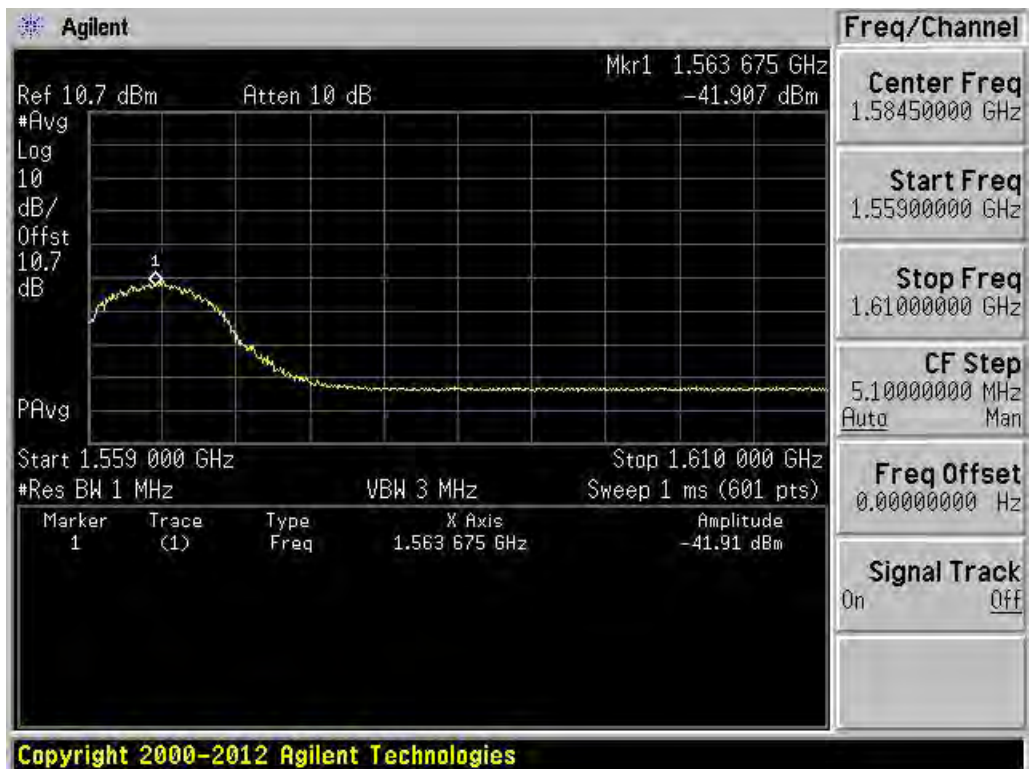 Agilent
Freq/Channel
Mkr1 1.563 675 GHz
Ref 10.7 dBm Atten 10 dB -41.907 dBm
#Avg
Log
10
dB/
Offst
10.7
dB
1
PAvg
Start 1.559 000 GHz Stop 1.610 000 GHz
#Res BW 1 MHz VBW 3 MHz Sweep 1 ms (601 pts)
Marker Trace Type X Axis Amplitude
1 (1) Freq 1.563 675 GHz -41.91 dBm
Center Freq
1.58450000 GHz
Start Freq
1.55900000 GHz
Stop Freq
1.61000000 GHz
CF Step
5.10000000 MHz
Auto Man
Freq Offset
0.00000000 Hz
Signal Track
On Off
Copyright 2000-2012 Agilent Technologies